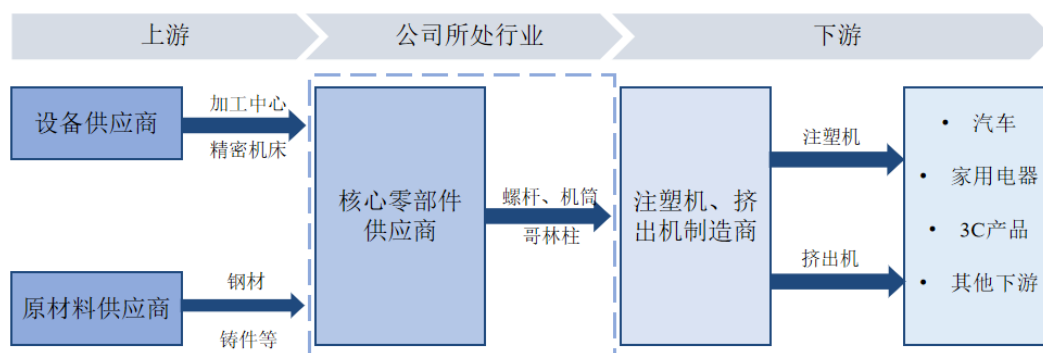 上游
公司所处行业
下游
设备供应商
加工中心
精密机床
原材料供应商
钢材
铸件等
核心零部件
供应商
螺杆、机筒
哥林柱
注塑机、挤
出机制造商
注塑机
挤出机
• 汽车
• 家用电器
• 3C产品
• 其他下游